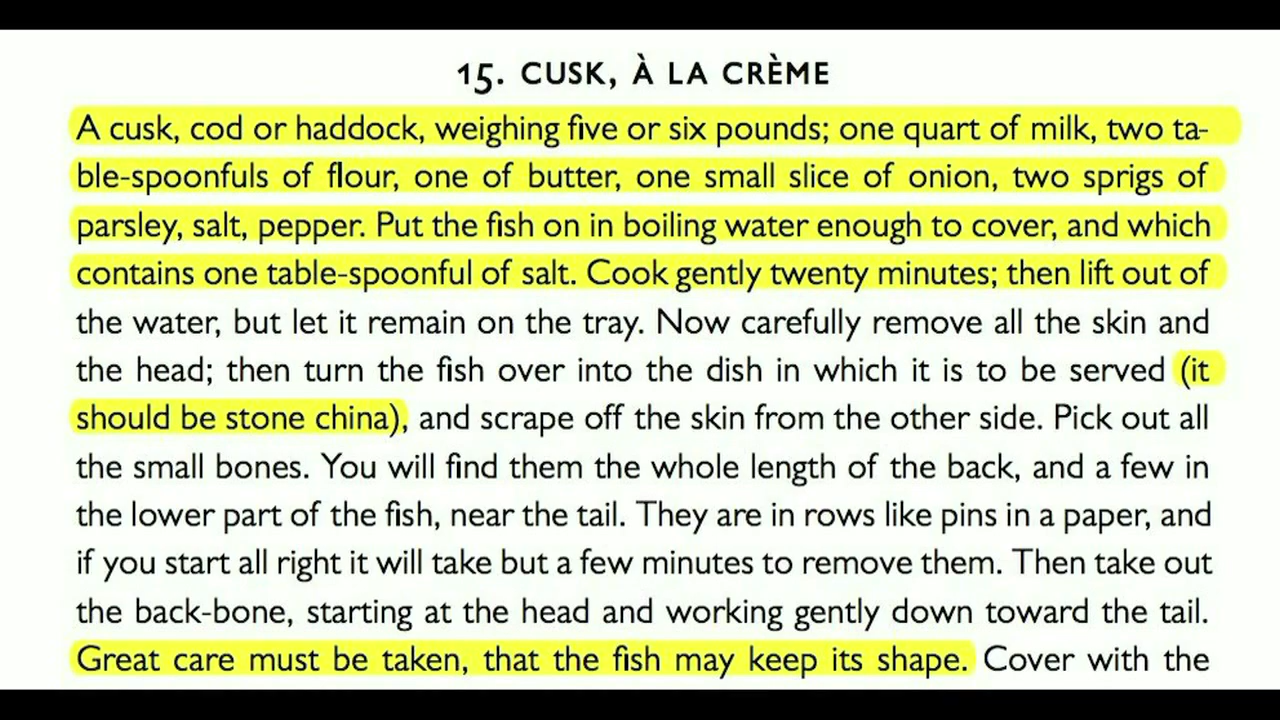 15. CUSK, À LA CRÈME
A cusk, cod or haddock, weighing five or six pounds; one quart of milk, two ta-
ble-spoonfuls of flour, one of butter, one small slice of onion, two sprigs of
parsley, salt, pepper. Put the fish on in boiling water enough to cover, and which
contains one table-spoonful of salt. Cook gently twenty minutes; then lift out of
the water, but let it remain on the tray. Now carefully remove all the skin and
the head; then turn the fish over into the dish in which it is to be served (it
should be stone china), and scrape off the skin from the other side. Pick out all
the small bones. You will find them the whole length of the back, and a few in
the lower part of the fish, near the tail. They are in rows like pins in a paper, and
if you start all right it will take but a few minutes to remove them. Then take out
the back-bone, starting at the head and working gently down toward the tail.
Great care must be taken, that the fish may keep its shape. Cover with the